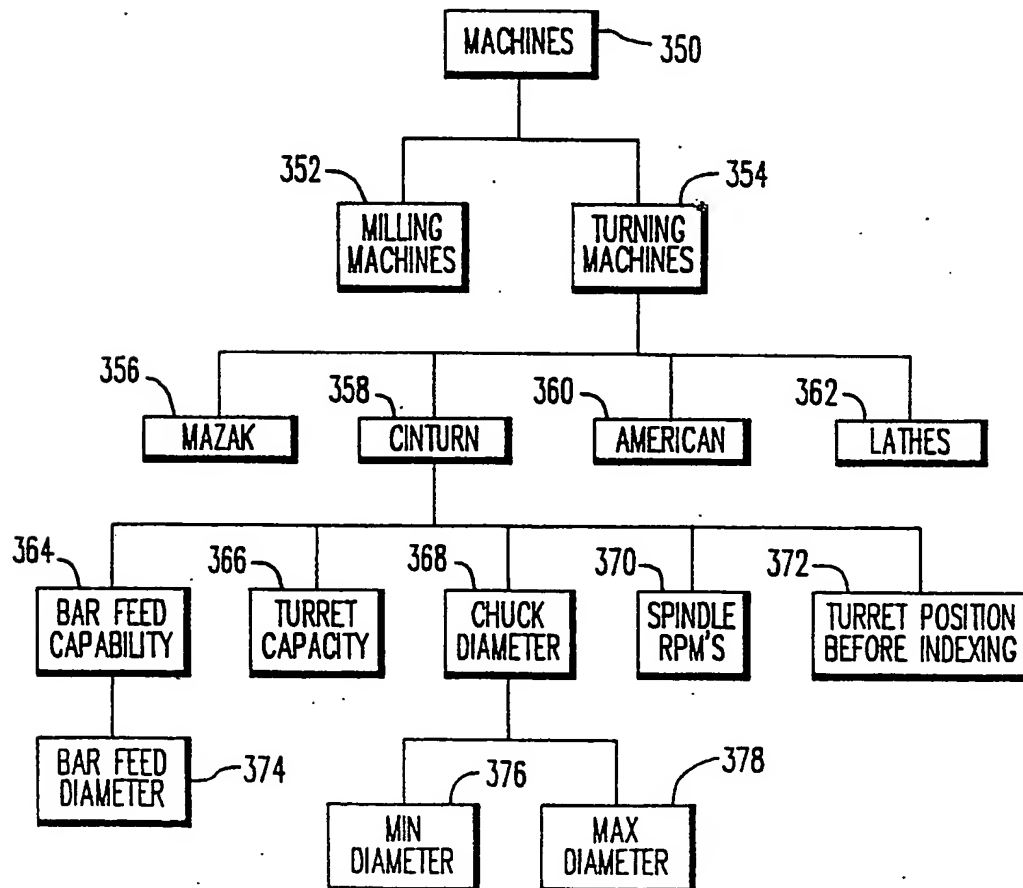 MACHINES
350
352
354
MILLING
MACHINES
TURNING
MACHINES
356
358
360
362
MAZAK
CINTURN
AMERICAN
LATHES
364
366
368
370
372
BAR FEED
CAPABILITY
TURRET
CAPACITY
CHUCK
DIAMETER
SPINDLE
RPM'S
TURRET POSITION
BEFORE INDEXING
BAR FEED
DIAMETER
374
376
378
MIN
DIAMETER
MAX
DIAMETER